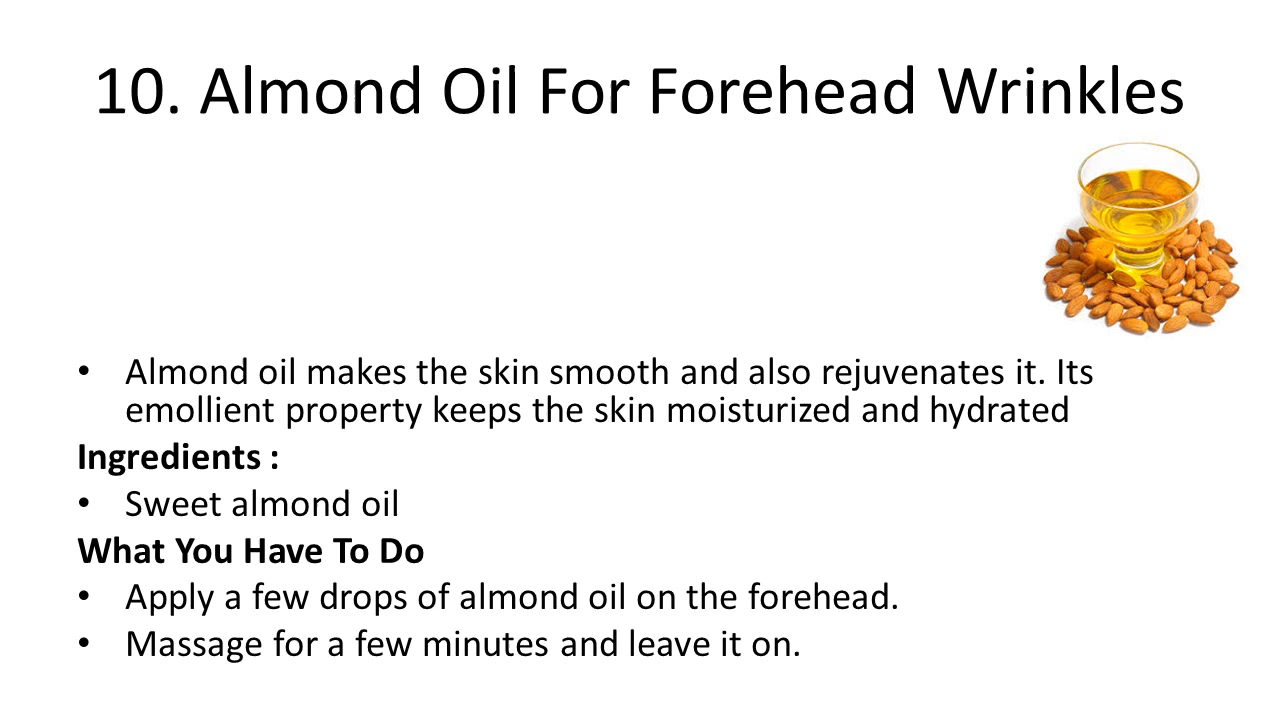 10. Almond Oil For Forehead Wrinkles
• Almond oil makes the skin smooth and also rejuvenates it. Its
emollient property keeps the skin moisturized and hydrated
Ingredients :
• Sweet almond oil
What You Have To Do
• Apply a few drops of almond oil on the forehead.
• Massage for a few minutes and leave it on.